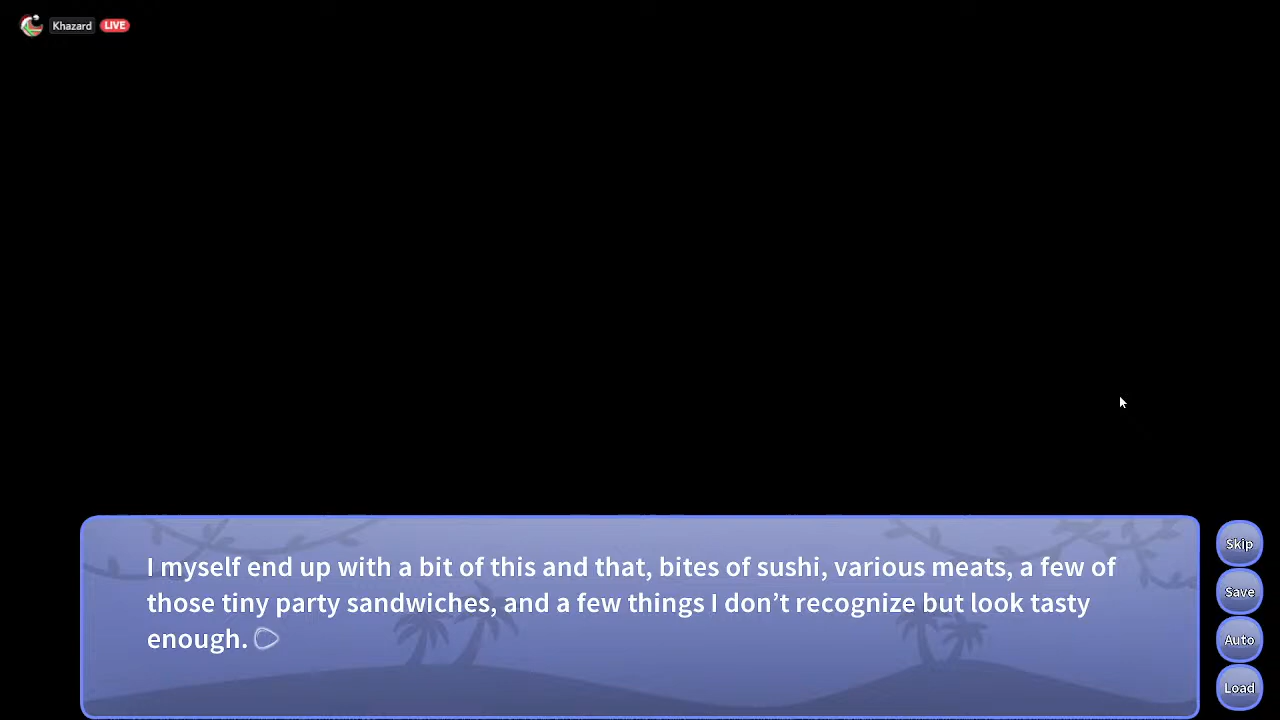 Khazard LIVE
I myself end up with a bit of this and that, bites of sushi, various meats, a few of
those tiny party sandwiches, and a few things I don’t recognize but look tasty
enough.
Skip
Save
Auto
Load